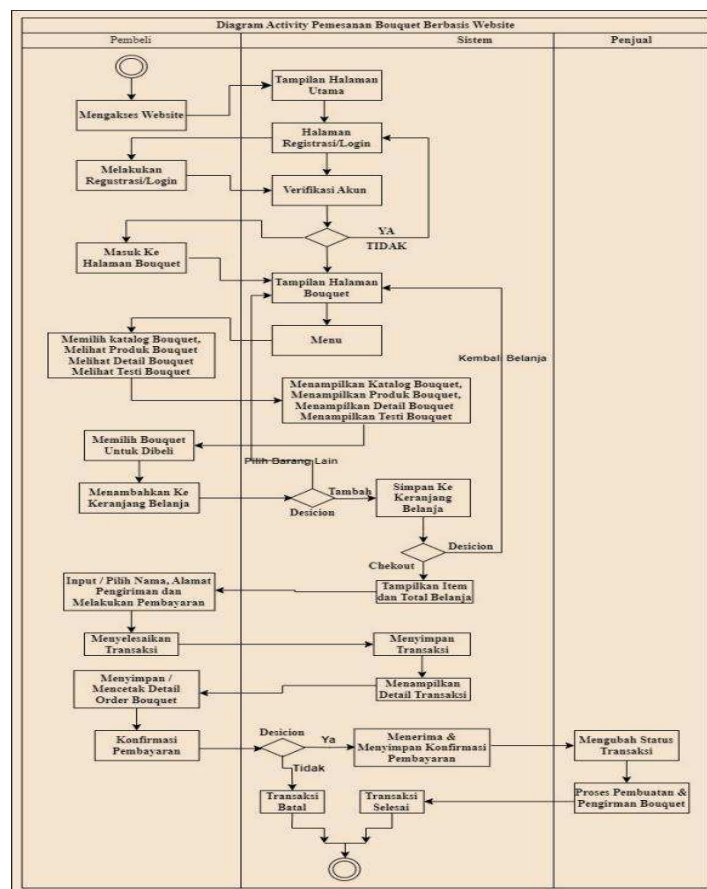 Diagram Activity Pemesanan Bouquet Berbasis Website
Pembeli
Sistem
Penjual
Tampilan Halaman
Utama
Mengakses Website
Halaman
Registrasi/Login
Melakukan
Regustrasi/Login
Verifikasi Akun
YA
TIDAK
Masuk Ke
Halaman Bouquet
Tampilan Halaman
Bouquet
Menu
Kembali Belanja
Memilih katalog Bouquet,
Melihat Produk Bouquet
Melihat Detail Bouquet
Melihat Testi Bouquet
Menampilkan Katalog Bouquet,
Menampilkan Produk Bouquet,
Menampilkan Detail Bouquet
Menampilkan Testi Bouquet
Memilih Bouquet
Untuk Dibeli
Pilih Barang Lain
Menambahkan Ke
Keranjang Belanja
Desicion
Tambah
Simpan Ke
Keranjang
Belanja
Desicion
Chekout
Tampilkan Item
dan Total Belanja
Input / Pilih Nama, Alamat
Pengiriman dan
Melakukan Pembayaran
Menyelesaikan
Transaksi
Menyimpan
Transaksi
Menampilkan
Detail Transaksi
Menyimpan /
Mencetak Detail
Order Bouquet
Konfirmasi
Pembayaran
Desicion
Ya
Tidak
Menerima &
Menyimpan Konfirmasi
Pembayaran
Mengubah Status
Transaksi
Proses Pembuatan &
Pengirman Bouquet
Transaksi
Batal
Transaksi
Selesai